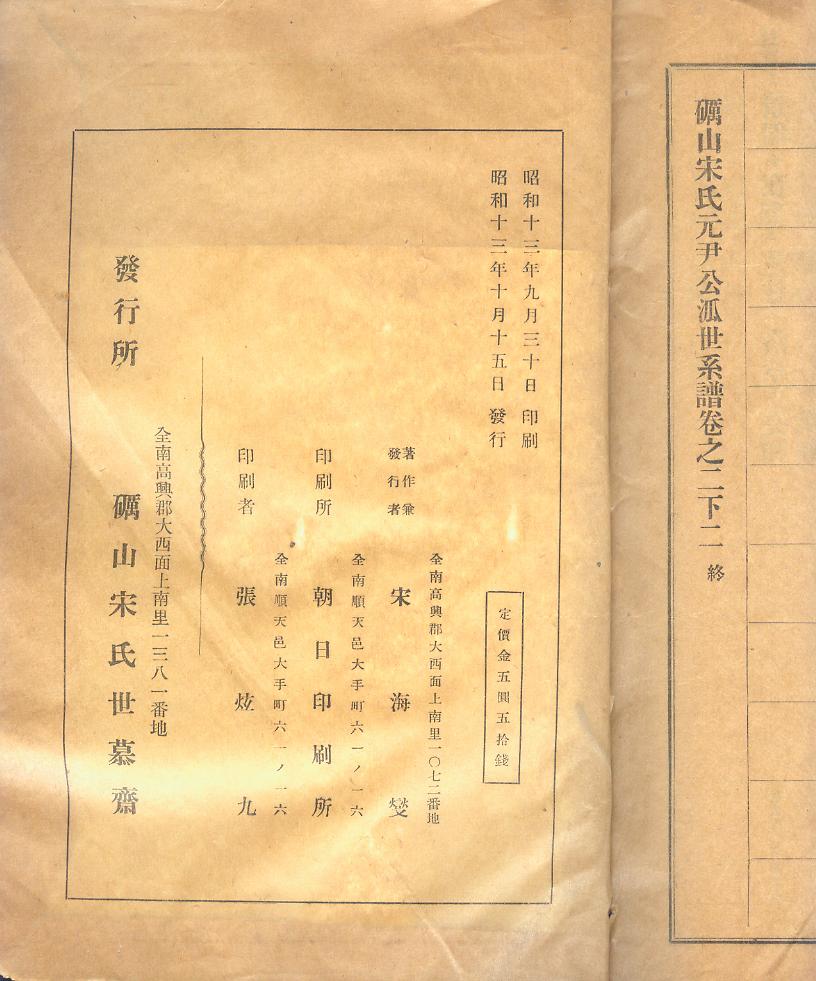 礪山宋氏元尹公派世系譜卷之二下二 終
昭和十三年九月三十日 印刷
昭和十三年十月十五日 發行
定價金五圓五拾錢
全南高興郡大西面上南里一〇七二番地
著作兼
發行者 宋海燮
全南順天邑大手町六一ノ一六
印刷所 朝日印刷所
全南順天邑大手町六一ノ一六
印刷者 張炫九
全南高興郡大西面上南里一三八一番地
發行所 礪山宋氏世慕齋